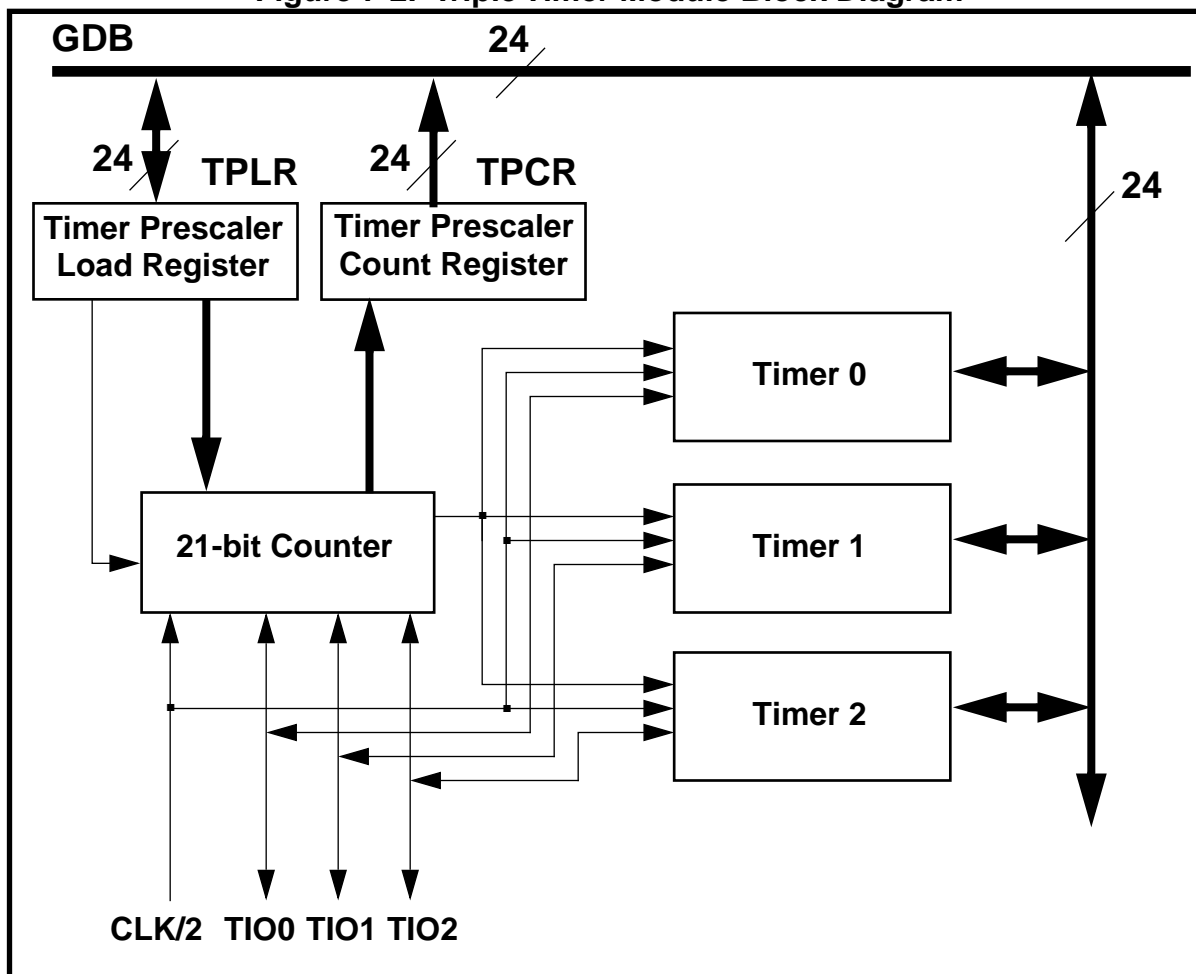 GDB
24
24
TPLR
24
TPCR
24
Timer Prescaler
Load Register
Timer Prescaler
Count Register
Timer 0
21-bit Counter
Timer 1
Timer 2
CLK/2 TIO0 TIO1 TIO2